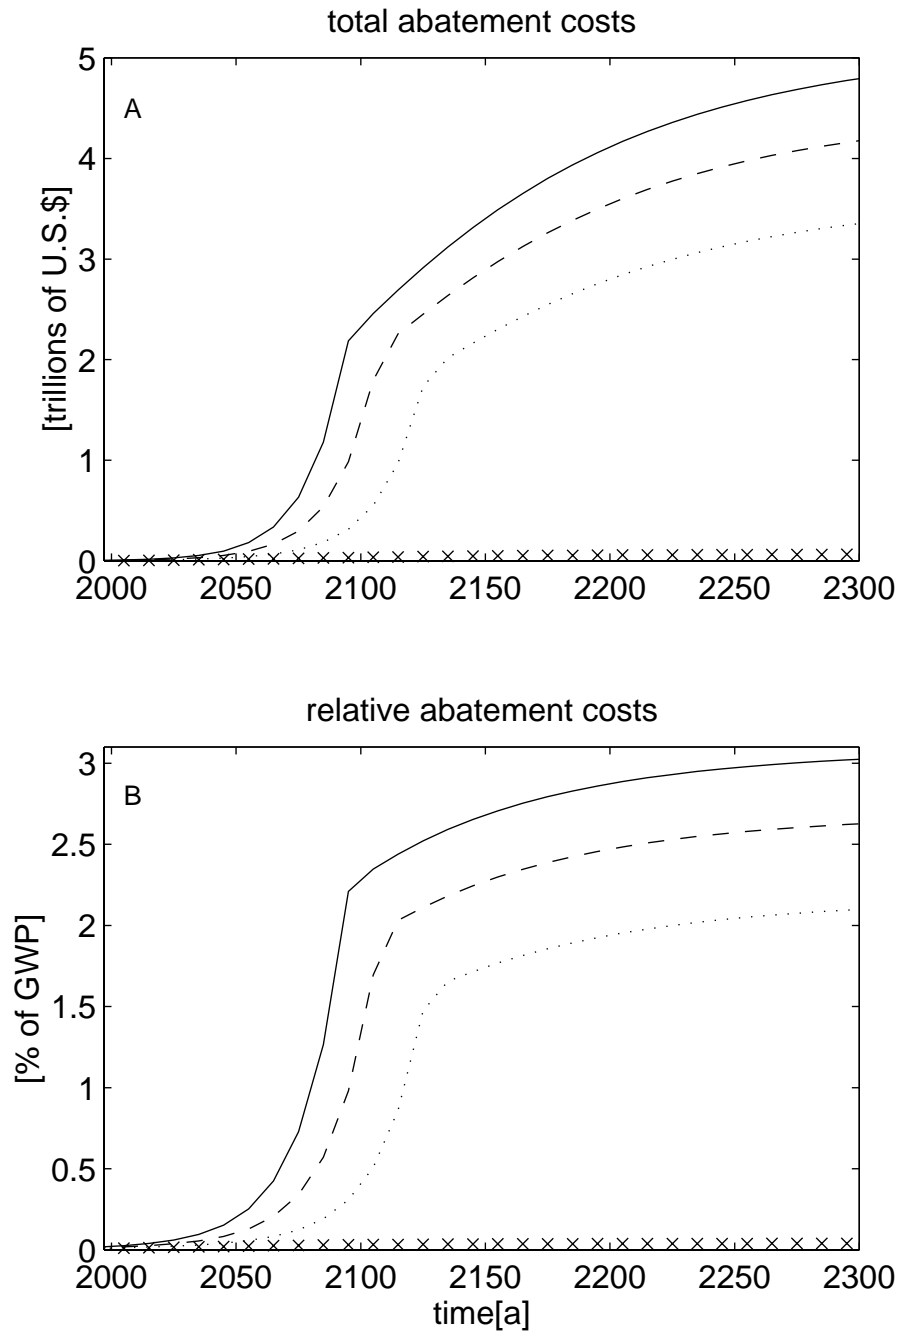 total abatement costs
5
A
4
3
2
1
0
[trillions of U.S.$]
2000 2050 2100 2150 2200 2250 2300
relative abatement costs
3
B
2.5
2
1.5
1
0.5
0
[% of GWP]
2000 2050 2100 2150 2200 2250 2300
time[a]